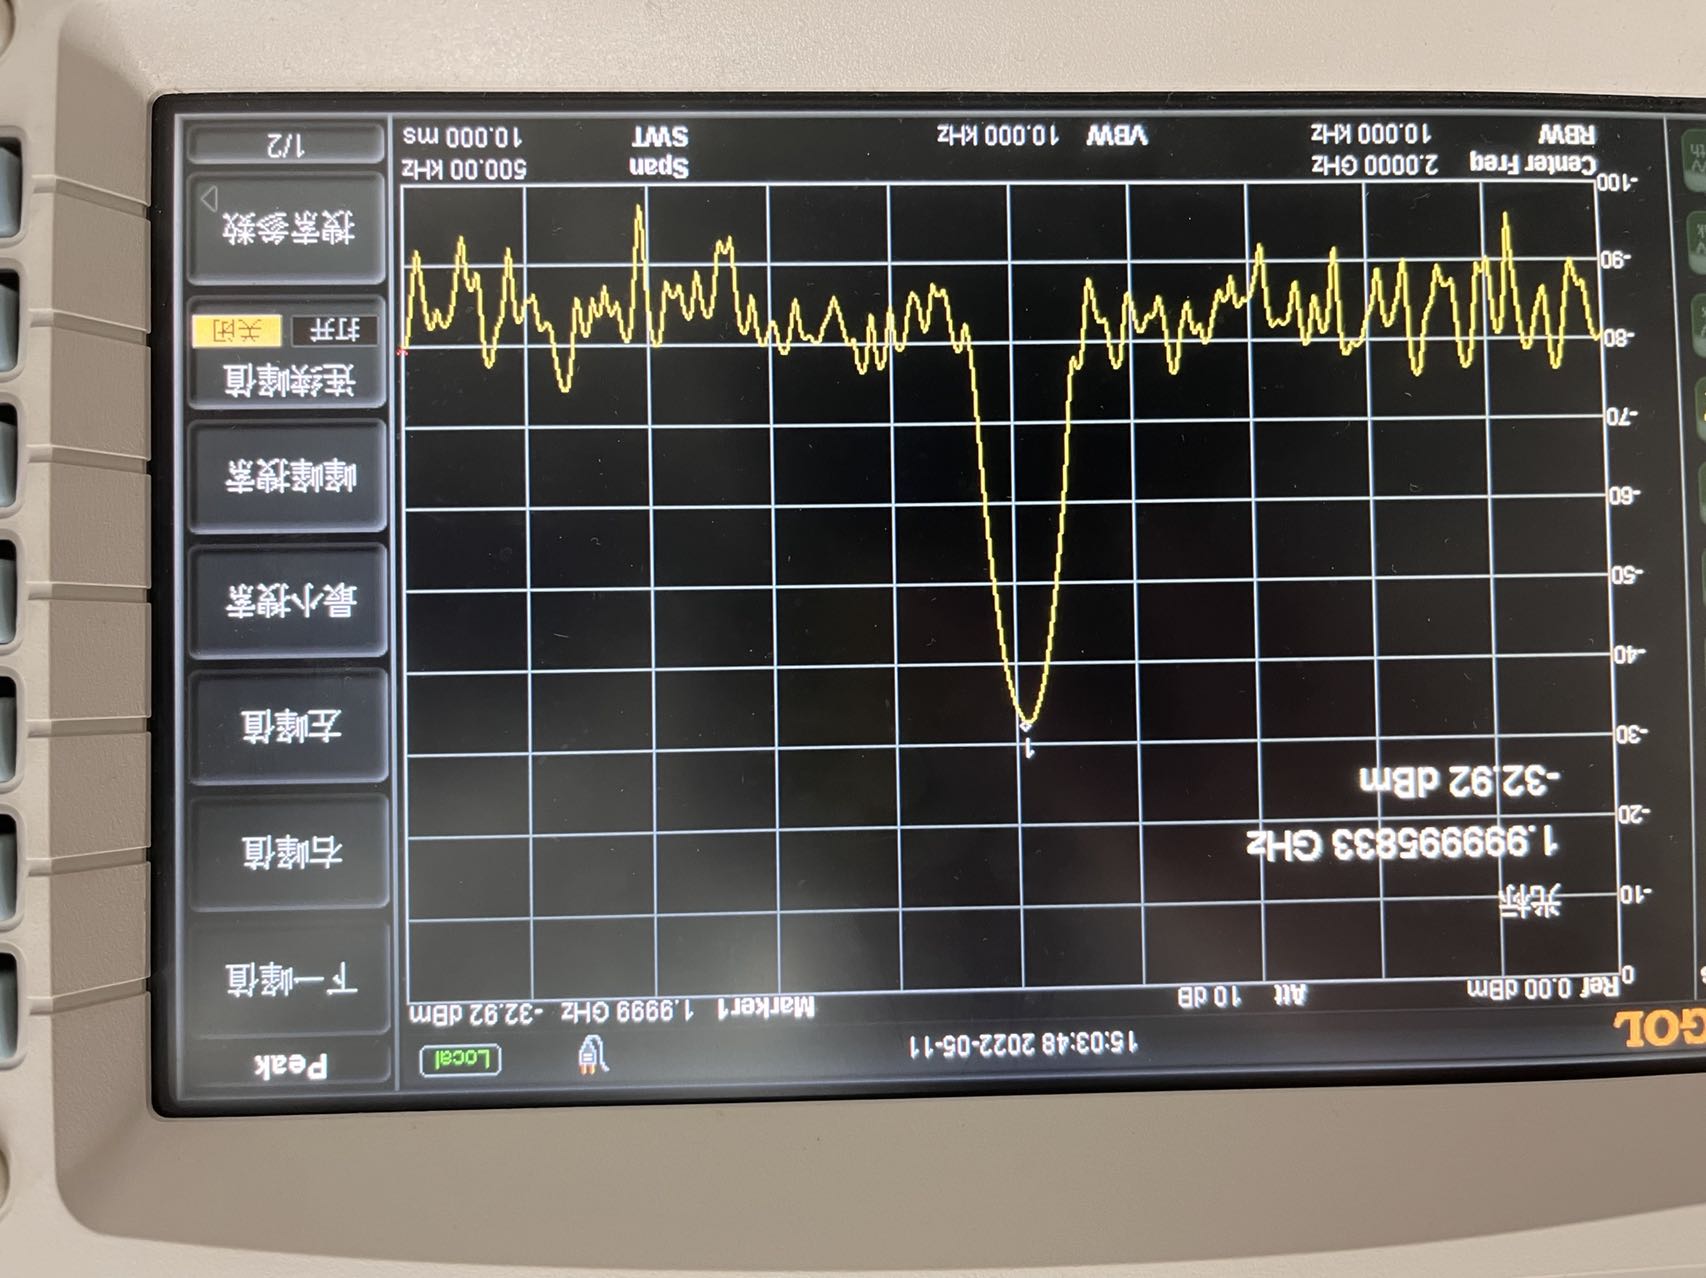 GOL
15:03:48 2022-05-11
Local
Peak
Ref 0.00 dBm
Att 10 dB
Marker1 1.9999 GHz -32.92 dBm
0
光标
-10
1.999995833 GHz
-20
-32.92 dBm
1
-30
-40
-50
-60
-70
-80
-90
-100
Center Freq 2.0000 GHz
Span 500.00 kHz
RBW 10.000 kHz
VBW 10.000 kHz
SWT 10.000 ms
下一峰值
右峰值
左峰值
最小搜索
峰峰搜索
连续峰值
打开 关闭
搜索参数
1/2